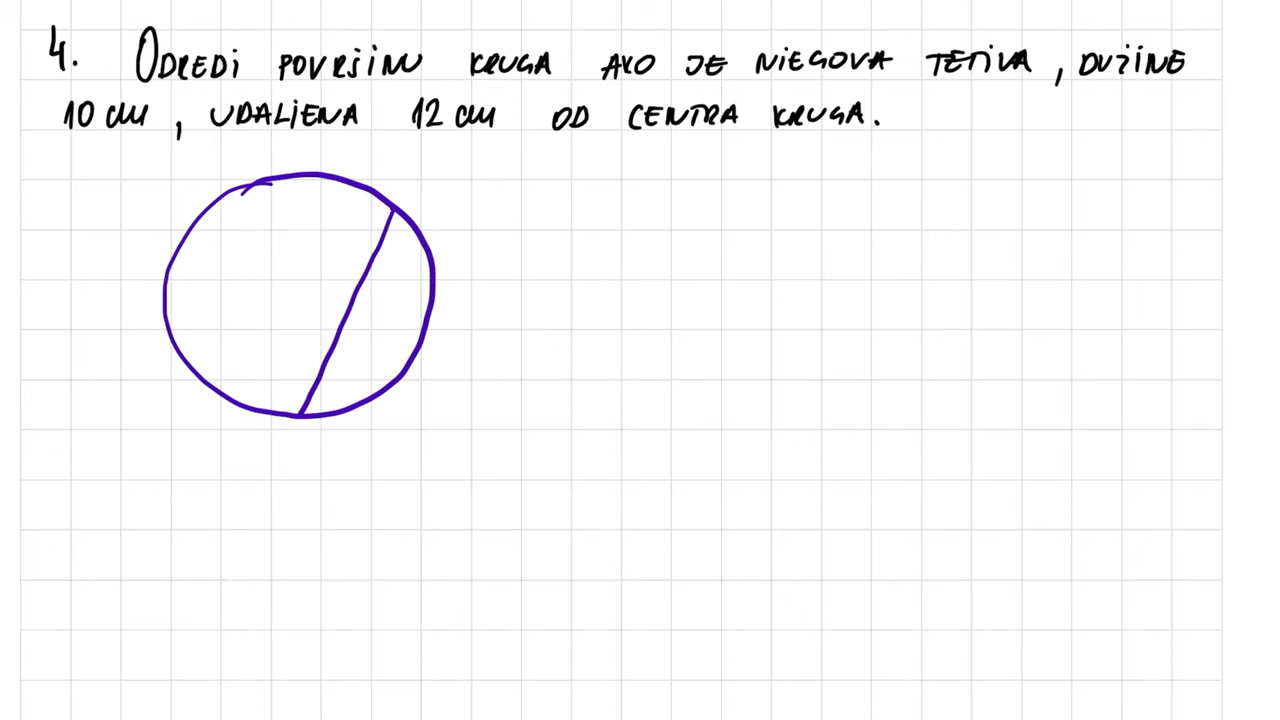 4. ODREDI POVRŠINU KRUGA AKO JE NJEGOVA TETIVA, DUŽINE
10 cm, UDALJENA 12 cm OD CENTRA KRUGA.